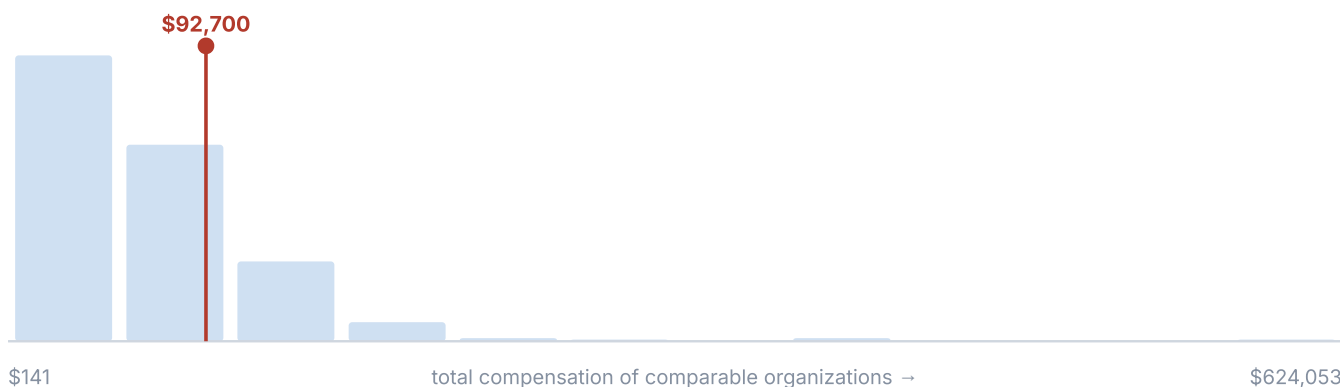 $92,700
$141 total compensation of comparable organizations → $624,053